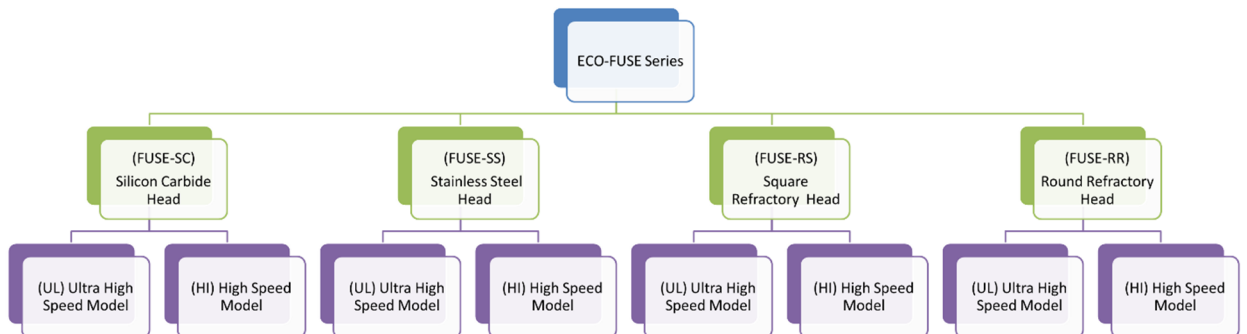 ECO-FUSE Series
(FUSE-SC)
Silicon Carbide
Head
(FUSE-SS)
Stainless Steel
Head
(FUSE-RS)
Square
Refractory Head
(FUSE-RR)
Round Refractory
Head
(UL) Ultra High
Speed Model
(HI) High Speed
Model
(UL) Ultra High
Speed Model
(HI) High Speed
Model
(UL) Ultra High
Speed Model
(HI) High Speed
Model
(UL) Ultra High
Speed Model
(HI) High Speed
Model